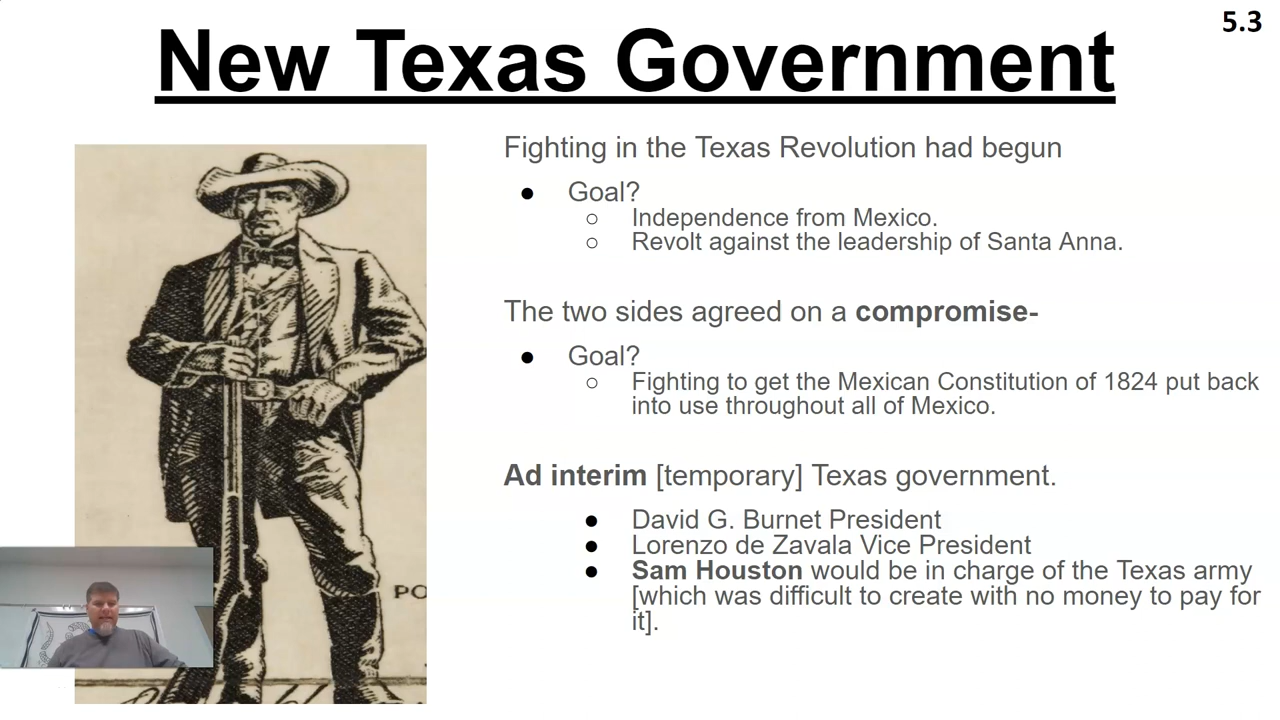 5.3
New Texas Government
Fighting in the Texas Revolution had begun
● Goal?
○ Independence from Mexico.
○ Revolt against the leadership of Santa Anna.
The two sides agreed on a compromise-
● Goal?
○ Fighting to get the Mexican Constitution of 1824 put back
into use throughout all of Mexico.
Ad interim [temporary] Texas government.
● David G. Burnet President
● Lorenzo de Zavala Vice President
● Sam Houston would be in charge of the Texas army
[which was difficult to create with no money to pay for
it].
PO